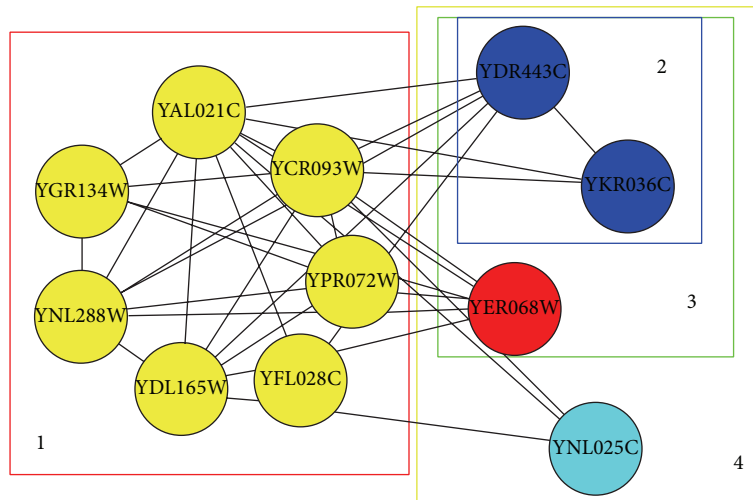 YDR443C
2
YAL021C
YCR093W
YGR134W
YKR036C
YPR072W
YNL288W
YER068W
3
YFL028C
YDL165W
1
YNL025C
4